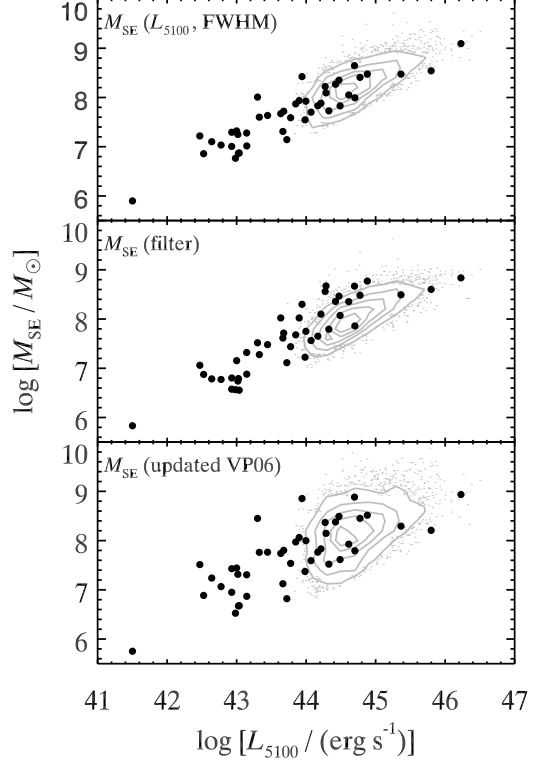 10
M_SE (L_5100, FWHM)
9
8
7
6
10
M_SE (filter)
9
8
7
6
10
M_SE (updated VP06)
9
8
7
6
log [M_SE / M_⊙]
41 42 43 44 45 46 47
log [L_5100 / (erg s^-1)]